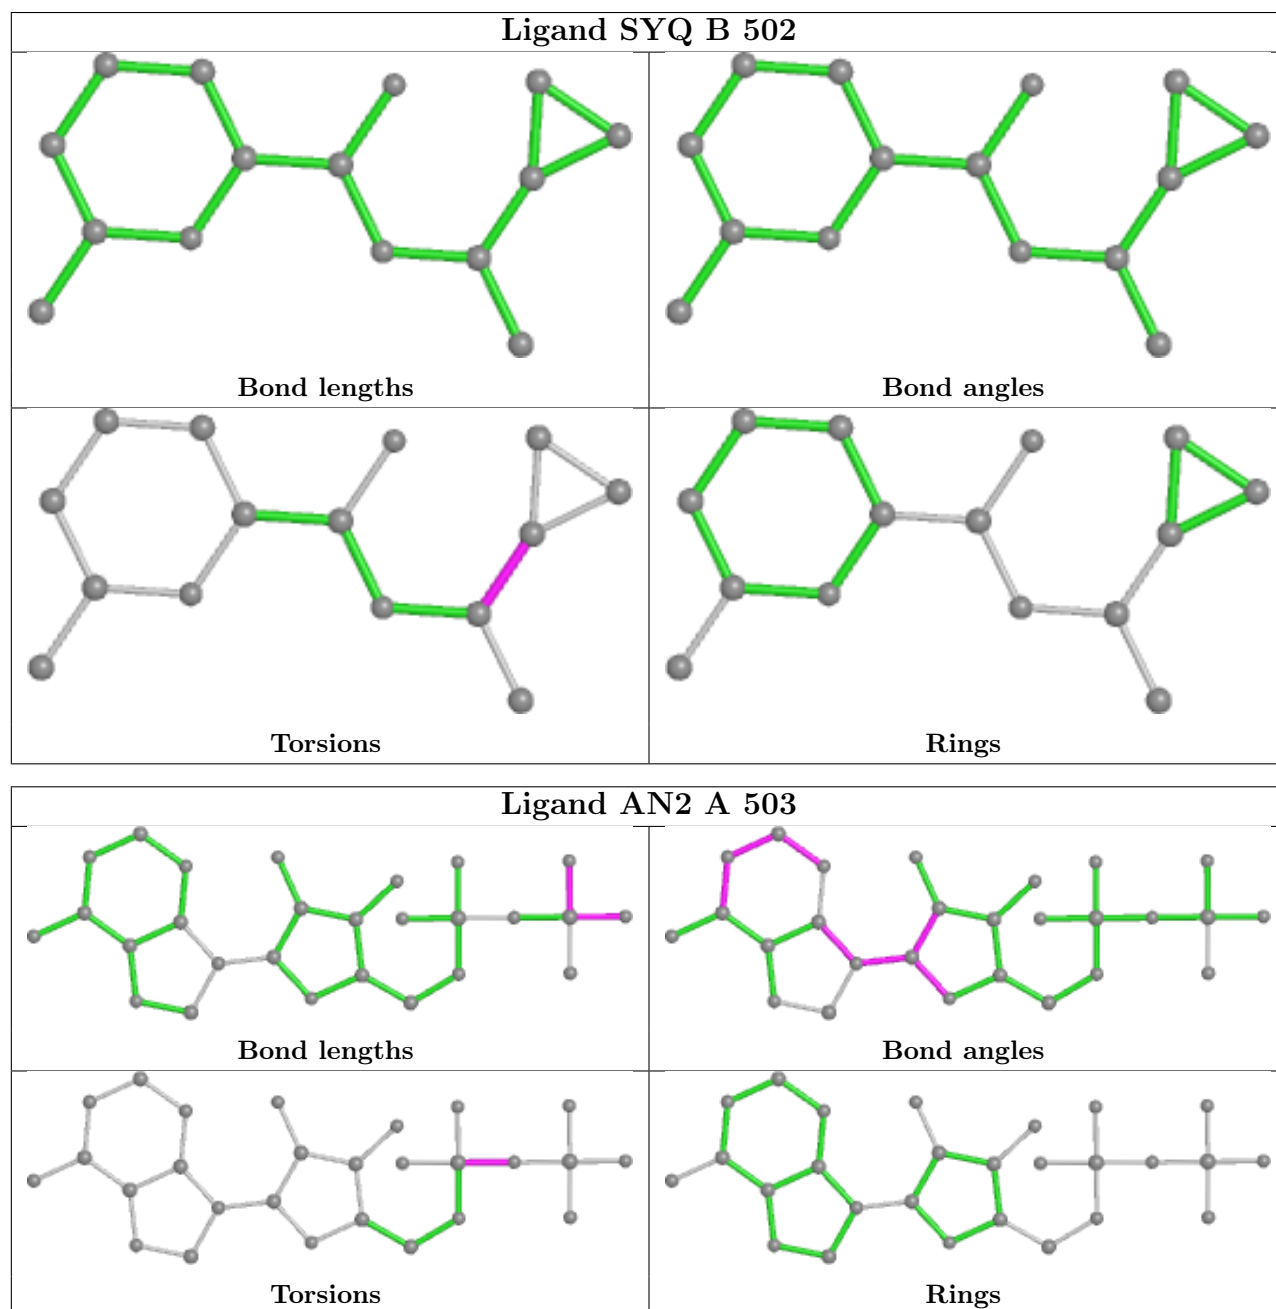 Ligand SYQ B 502
Bond lengths
Bond angles
Torsions
Rings
Ligand AN2 A 503
Bond lengths
Bond angles
Torsions
Rings